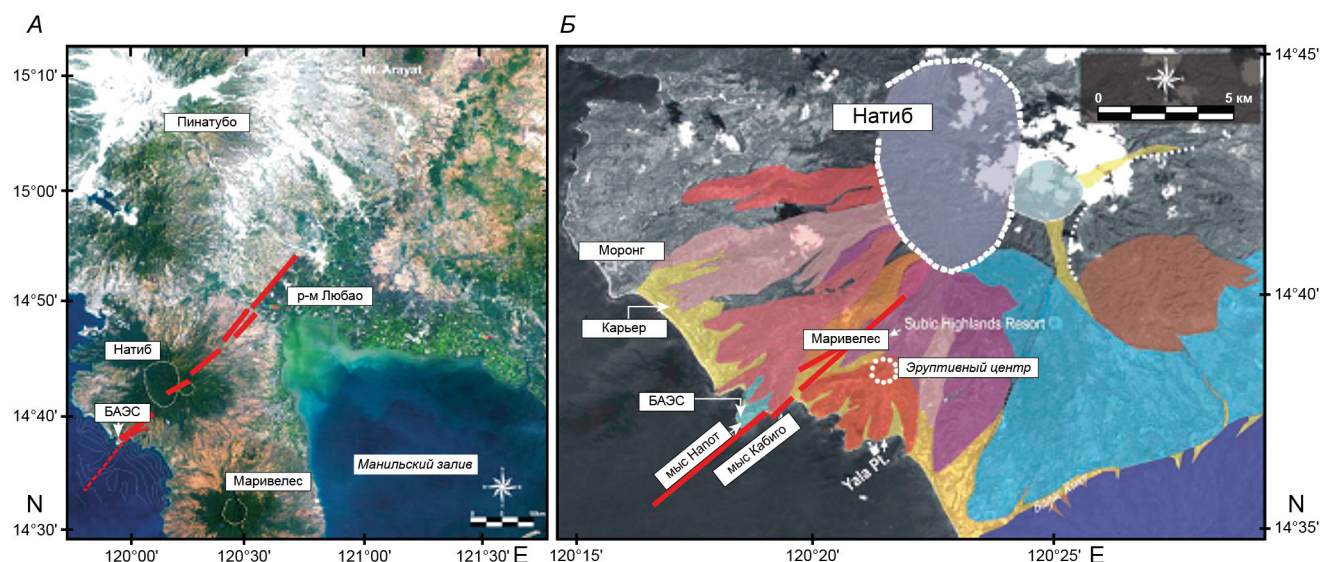 А
15°10'
15°00'
14°50'
14°40'
N
14°30'
Mt. Arayat
Пинатубо
р-м Любао
Натиб
БАЭС
Маривелес
Манильский залив
120°00'
120°30'
121°00'
121°30'
E
Б
14°45'
0
5 км
Натиб
Моронг
Карьер
14°40'
Subic Highlands Resort
Маривелес
Эруптивный центр
БАЭС
мыс Напот
мыс Кабиго
Yala Pt.
N
14°35'
120°15'
120°20'
120°25'
E